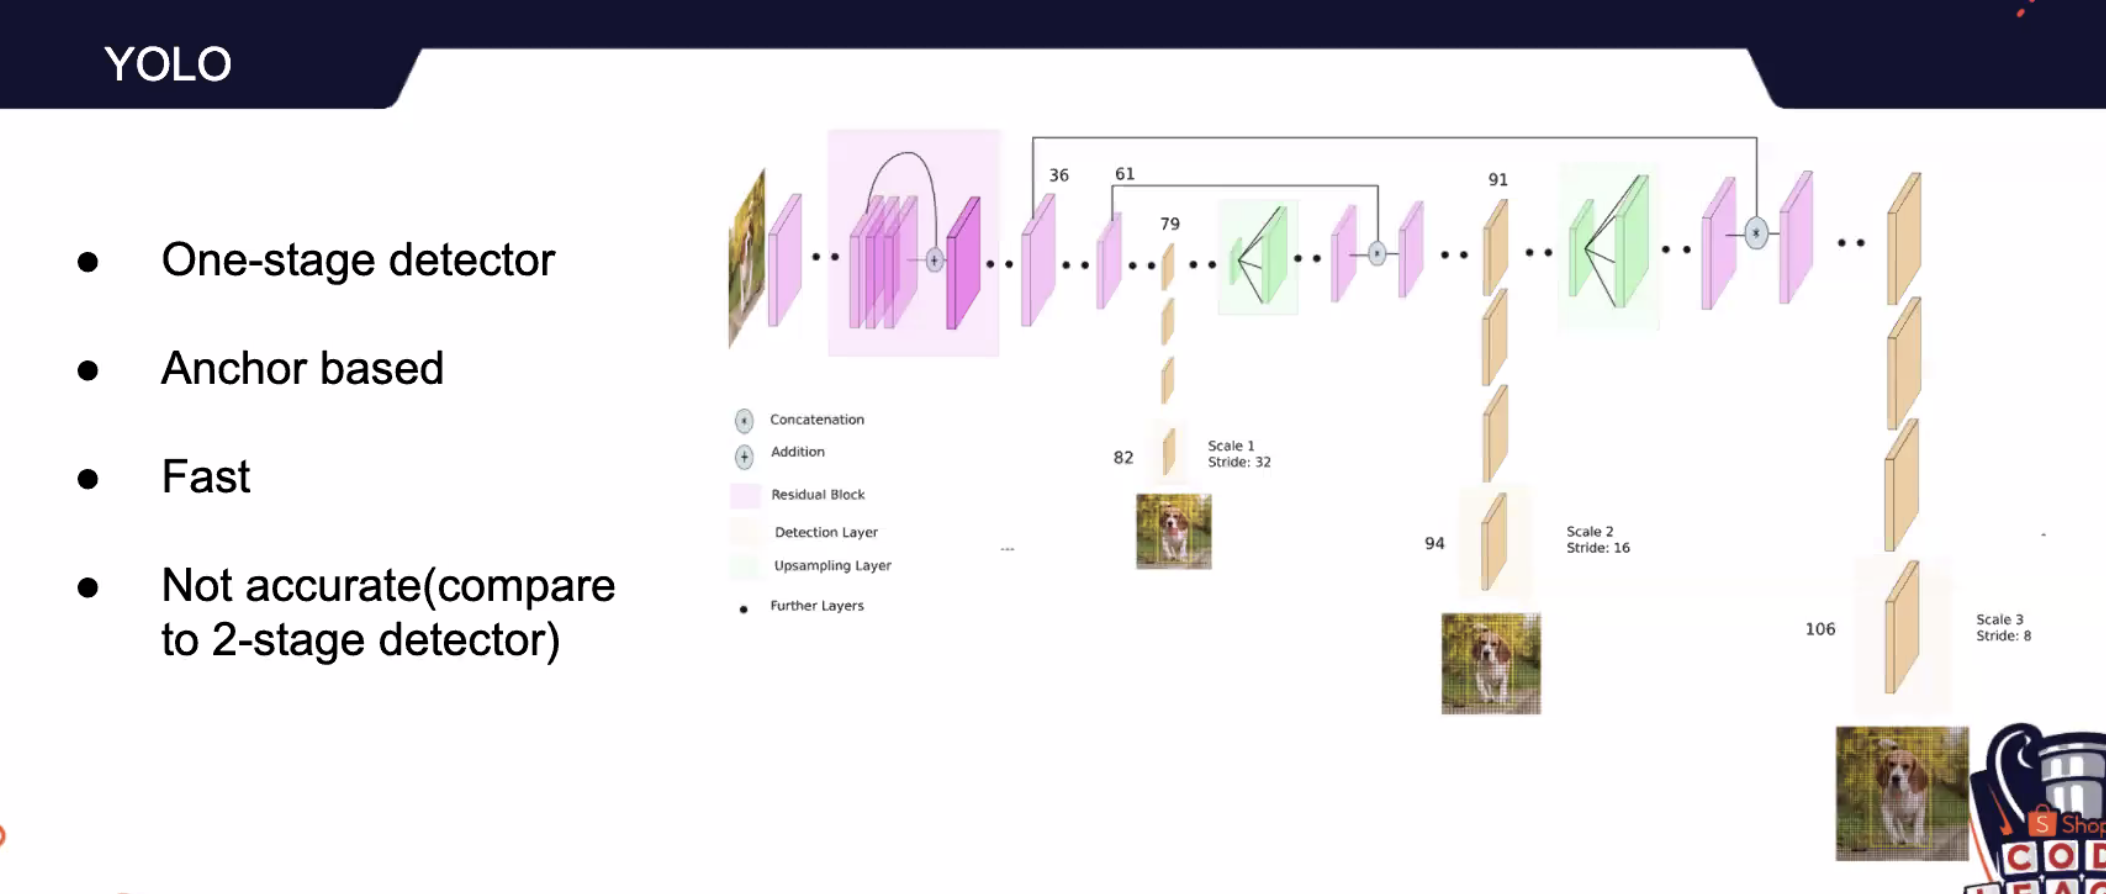 YOLO
● One-stage detector
● Anchor based
● Fast
● Not accurate(compare
to 2-stage detector)
36
61
79
91
82
Scale 1
Stride: 32
94
Scale 2
Stride: 16
106
Scale 3
Stride: 8
* Concatenation
+ Addition
Residual Block
Detection Layer
Upsampling Layer
Further Layers
S Shop
COD